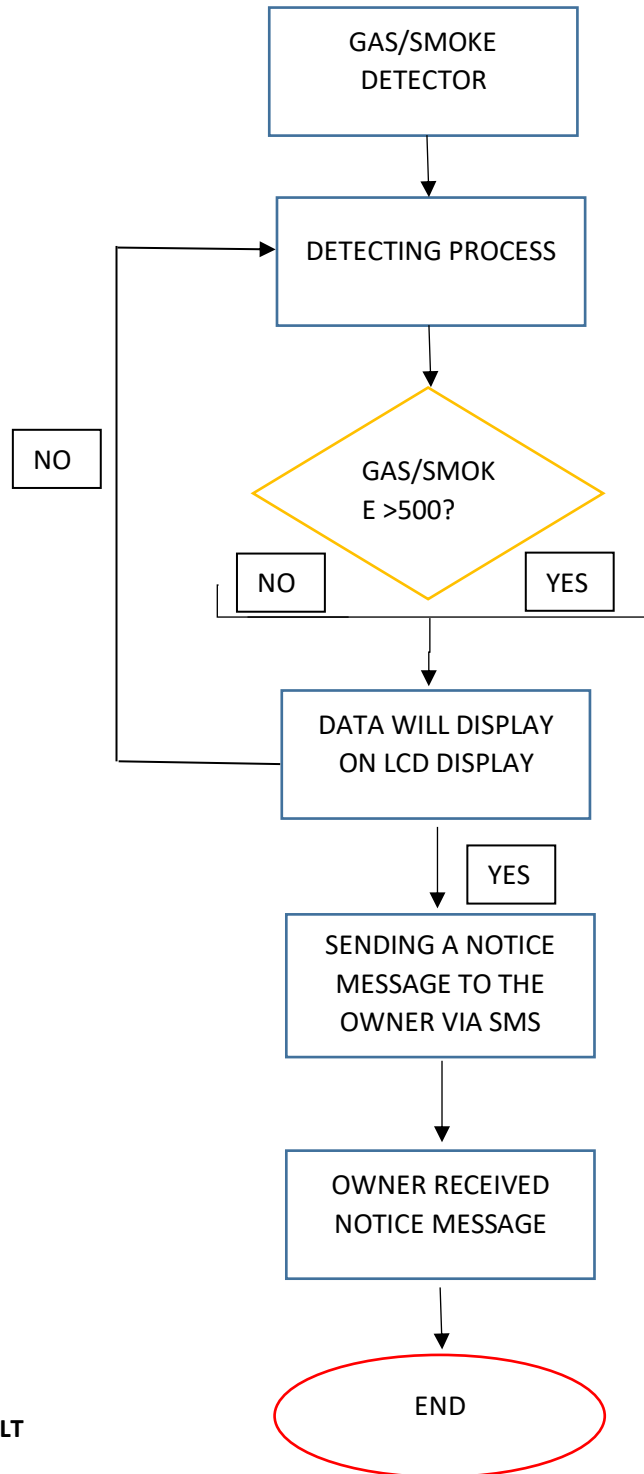 GAS/SMOKE
DETECTOR
DETECTING PROCESS
NO
GAS/SMOK
E >500?
NO
YES
DATA WILL DISPLAY
ON LCD DISPLAY
YES
SENDING A NOTICE
MESSAGE TO THE
OWNER VIA SMS
OWNER RECEIVED
NOTICE MESSAGE
END
LT